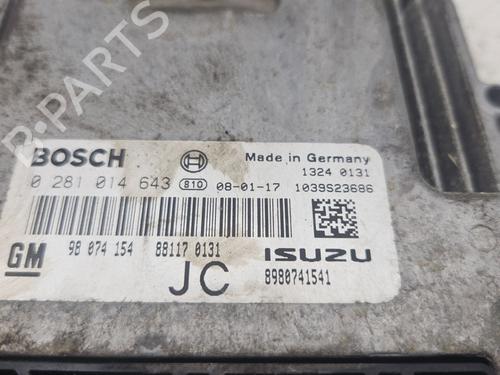 B-PARTS
BOSCH Made in Germany
1324 0131
0 281 014 643 810 08-01-17 1039S23686
GM 98 074 154 88117 0131 ISUZU
JC 8980741541